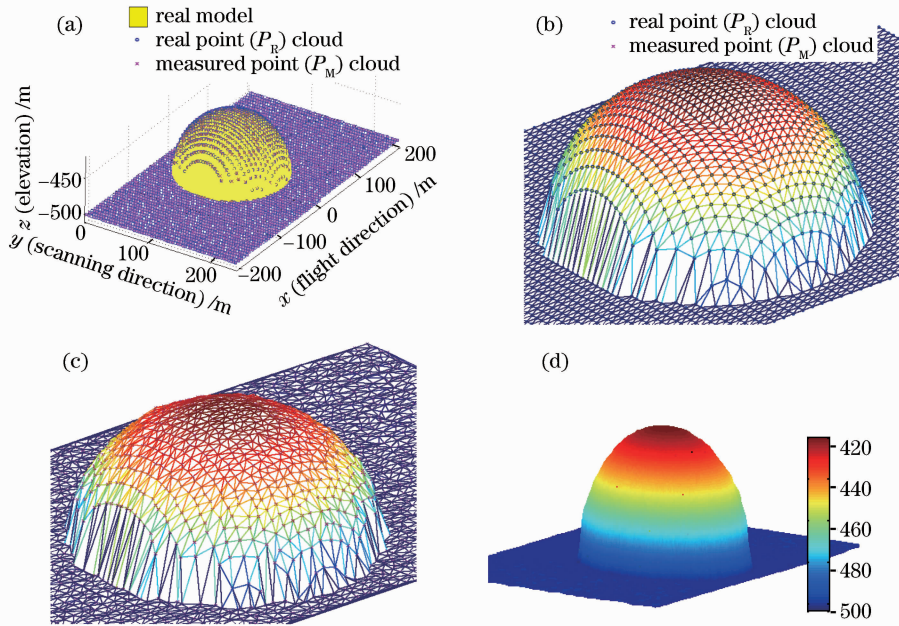 (a)
real model
real point (P_R) cloud
measured point (P_M) cloud
z (elevation) /m
−450
−500
0
100
200
y (scanning direction) /m
−200
−100
0
100
200
x (flight direction) /m
(b)
real point (P_R) cloud
measured point (P_M) cloud
(c)
(d)
420
440
460
480
500